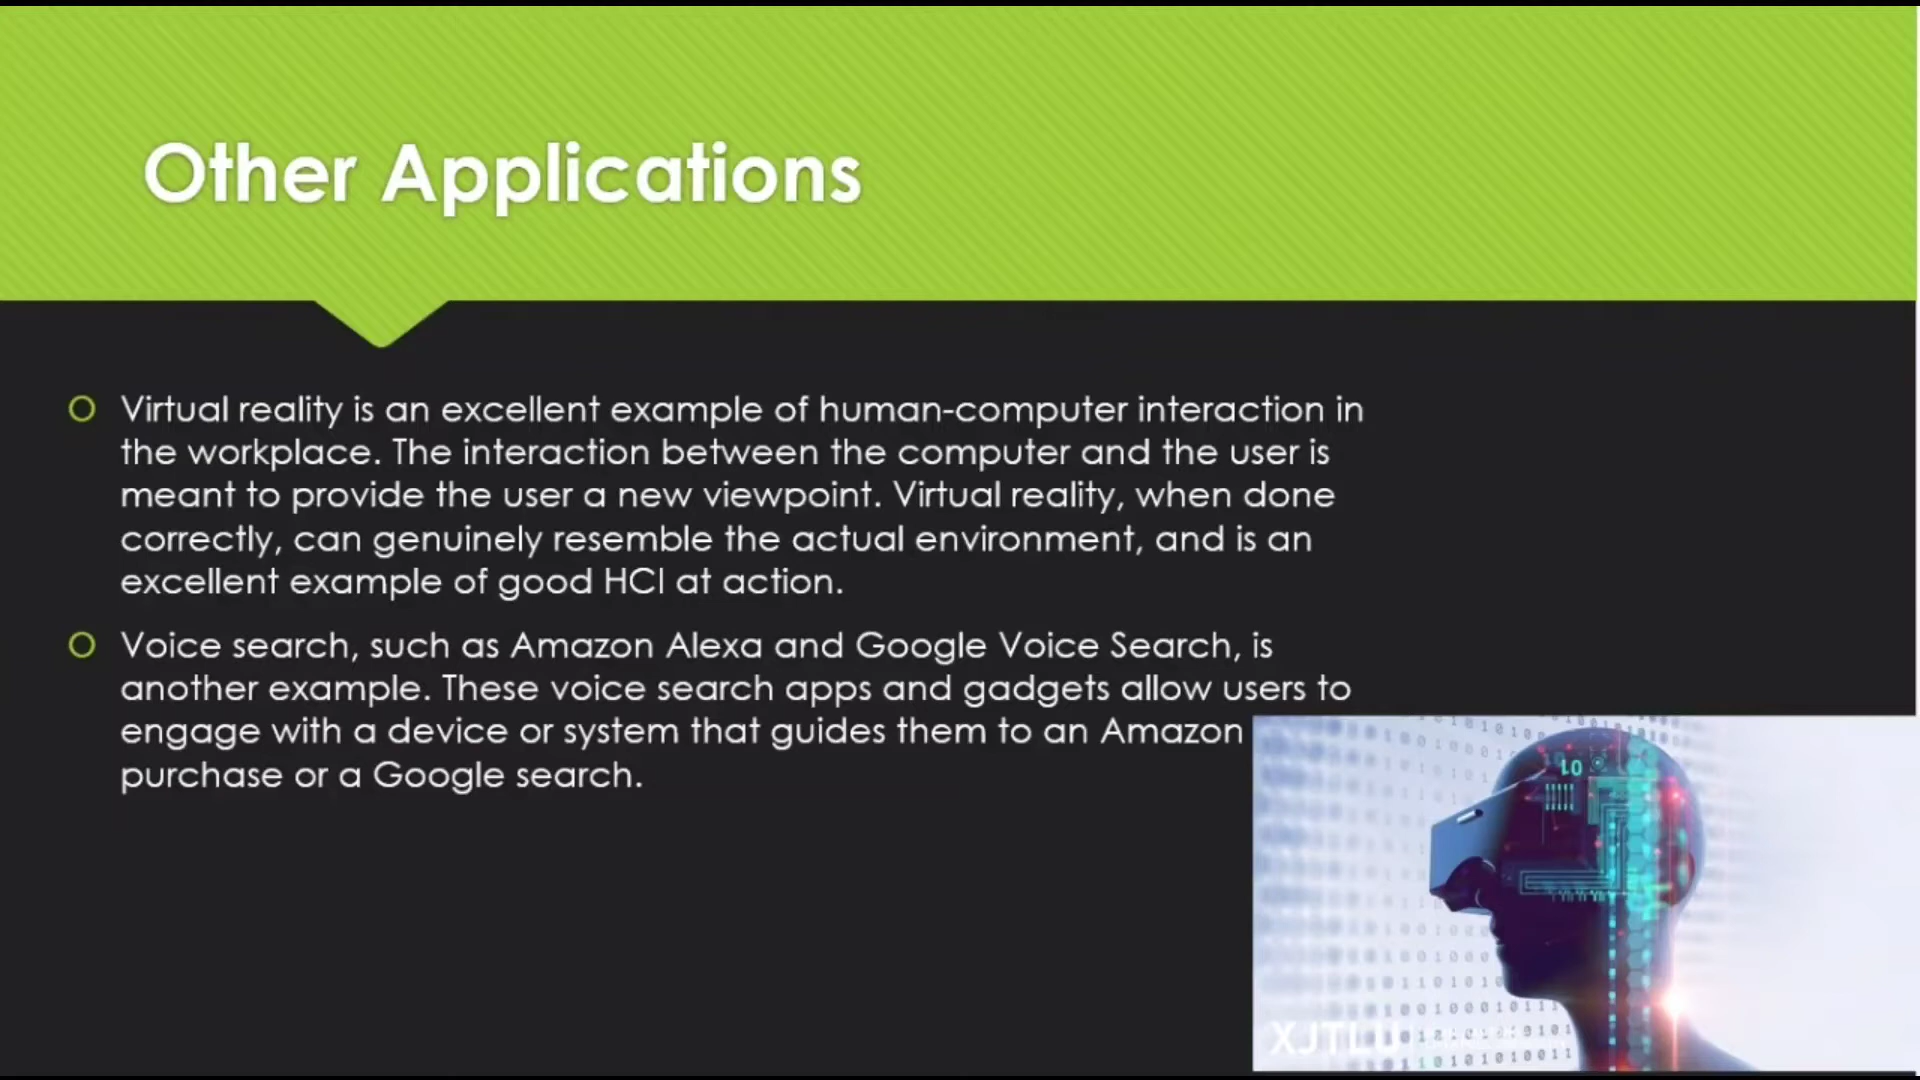 Other Applications
Virtual reality is an excellent example of human-computer interaction in
the workplace. The interaction between the computer and the user is
meant to provide the user a new viewpoint. Virtual reality, when done
correctly, can genuinely resemble the actual environment, and is an
excellent example of good HCI at action.
Voice search, such as Amazon Alexa and Google Voice Search, is
another example. These voice search apps and gadgets allow users to
engage with a device or system that guides them to an Amazon
purchase or a Google search.
XJTLU